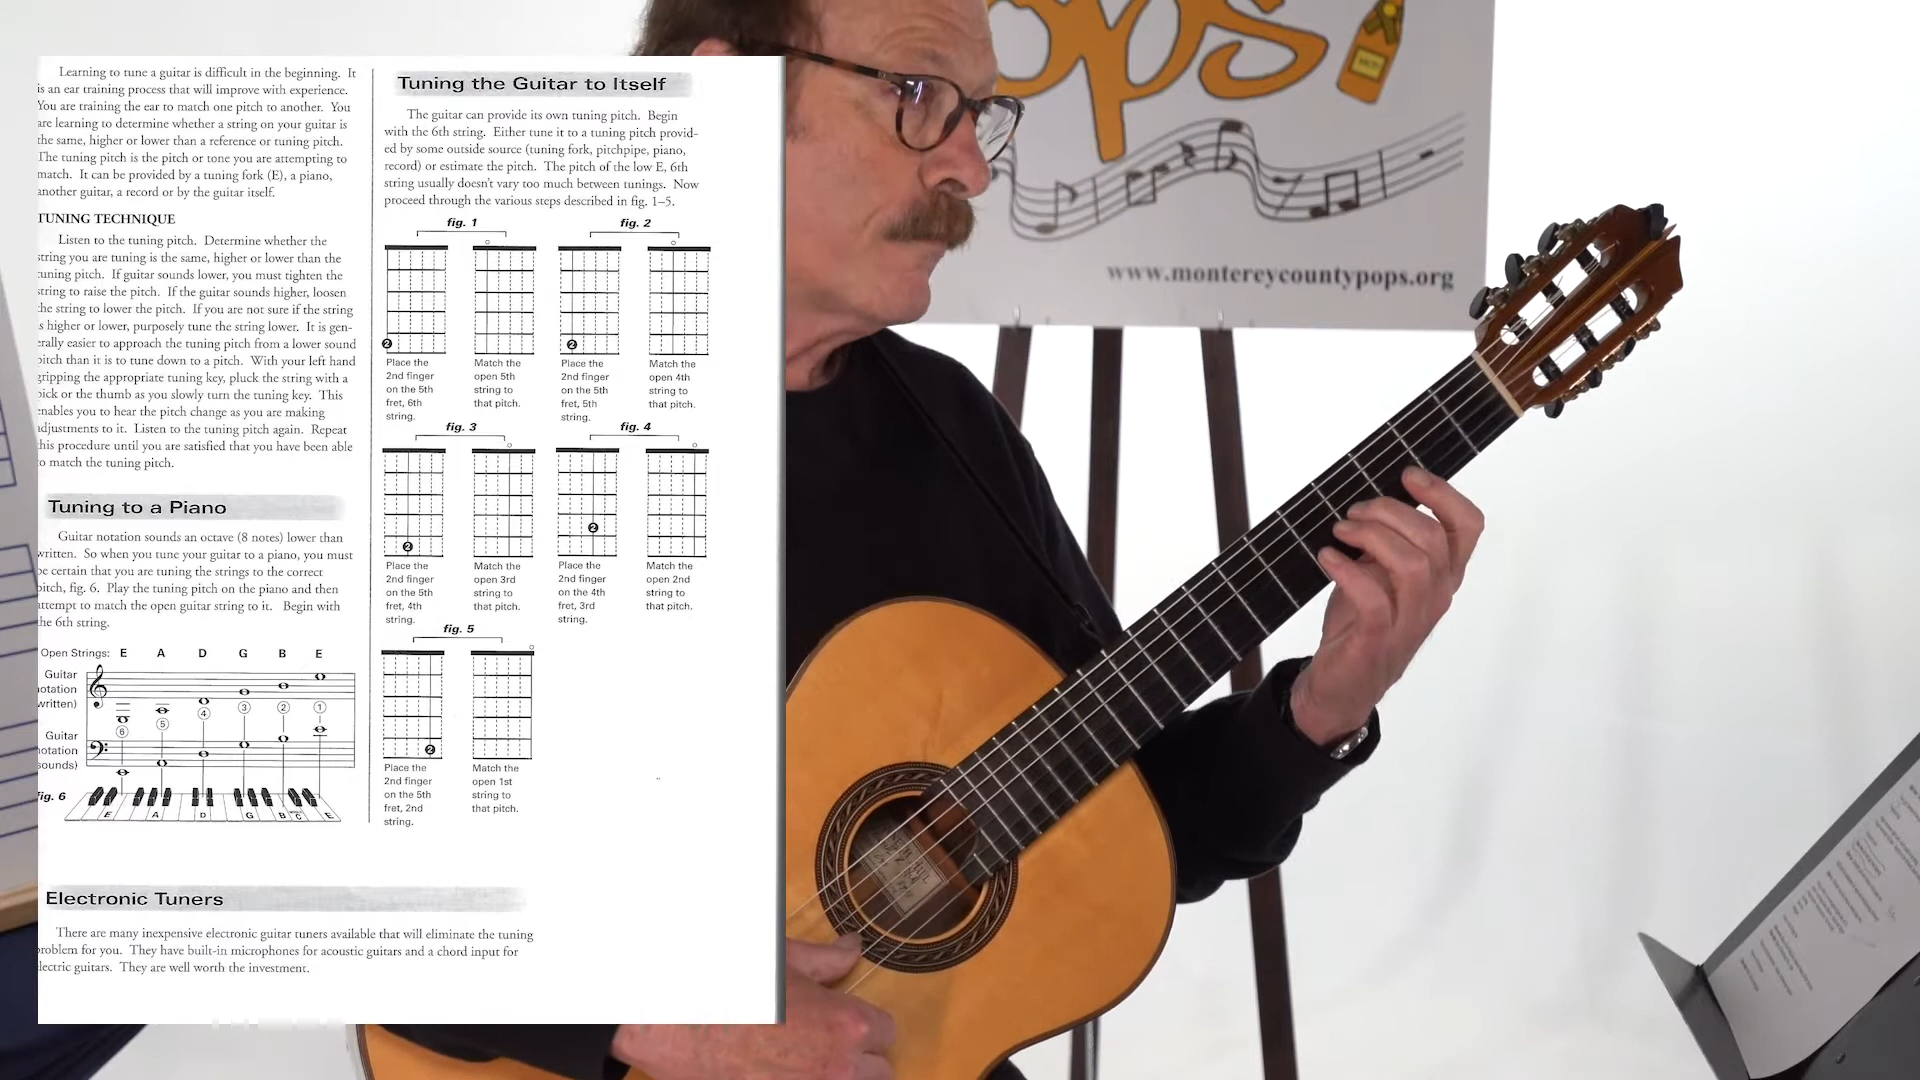 Learning to tune a guitar is difficult in the beginning. It
is an ear training process that will improve with experience.
You are training the ear to match one pitch to another. You
are learning to determine whether a string on your guitar is
the same, higher or lower than a reference or tuning pitch.
The tuning pitch is the pitch or tone you are attempting to
match. It can be provided by a tuning fork (E), a piano,
another guitar, a record or by the guitar itself.
TUNING TECHNIQUE
Listen to the tuning pitch. Determine whether the
string you are tuning is the same, higher or lower than the
tuning pitch. If guitar sounds lower, you must tighten the
string to raise the pitch. If the guitar sounds higher, loosen
the string to lower the pitch. If you are not sure if the string
s higher or lower, purposely tune the string lower. It is gen-
erally easier to approach the tuning pitch from a lower sound
pitch than it is to tune down to a pitch. With your left hand
gripping the appropriate tuning key, pluck the string with a
pick or the thumb as you slowly turn the tuning key. This
enables you to hear the pitch change as you are making
adjustments to it. Listen to the tuning pitch again. Repeat
this procedure until you are satisfied that you have been able
to match the tuning pitch.
Tuning to a Piano
Guitar notation sounds an octave (8 notes) lower than
written. So when you tune your guitar to a piano, you must
be certain that you are tuning the strings to the correct
pitch, fig. 6. Play the tuning pitch on the piano and then
attempt to match the open guitar string to it. Begin with
the 6th string.
Open Strings: E A D G B E
Guitar
notation
written)
6 5 4 3 2 1
Guitar
notation
sounds)
fig. 6
E A D G B C E
Tuning the Guitar to Itself
The guitar can provide its own tuning pitch. Begin
with the 6th string. Either tune it to a tuning pitch provid-
ed by some outside source (tuning fork, pitchpipe, piano,
record) or estimate the pitch. The pitch of the low E, 6th
string usually doesn't vary too much between tunings. Now
proceed through the various steps described in fig. 1–5.
fig. 1
2
Place the
2nd finger
on the 5th
fret, 6th
string.
Match the
open 5th
string to
that pitch.
fig. 2
2
Place the
2nd finger
on the 5th
fret, 5th
string.
Match the
open 4th
string to
that pitch.
fig. 3
2
Place the
2nd finger
on the 5th
fret, 4th
string.
Match the
open 3rd
string to
that pitch.
fig. 4
2
Place the
2nd finger
on the 4th
fret, 3rd
string.
Match the
open 2nd
string to
that pitch.
fig. 5
2
Place the
2nd finger
on the 5th
fret, 2nd
string.
Match the
open 1st
string to
that pitch.
Electronic Tuners
There are many inexpensive electronic guitar tuners available that will eliminate the tuning
problem for you. They have built-in microphones for acoustic guitars and a chord input for
electric guitars. They are well worth the investment.
Pops
www.montereycountypops.org